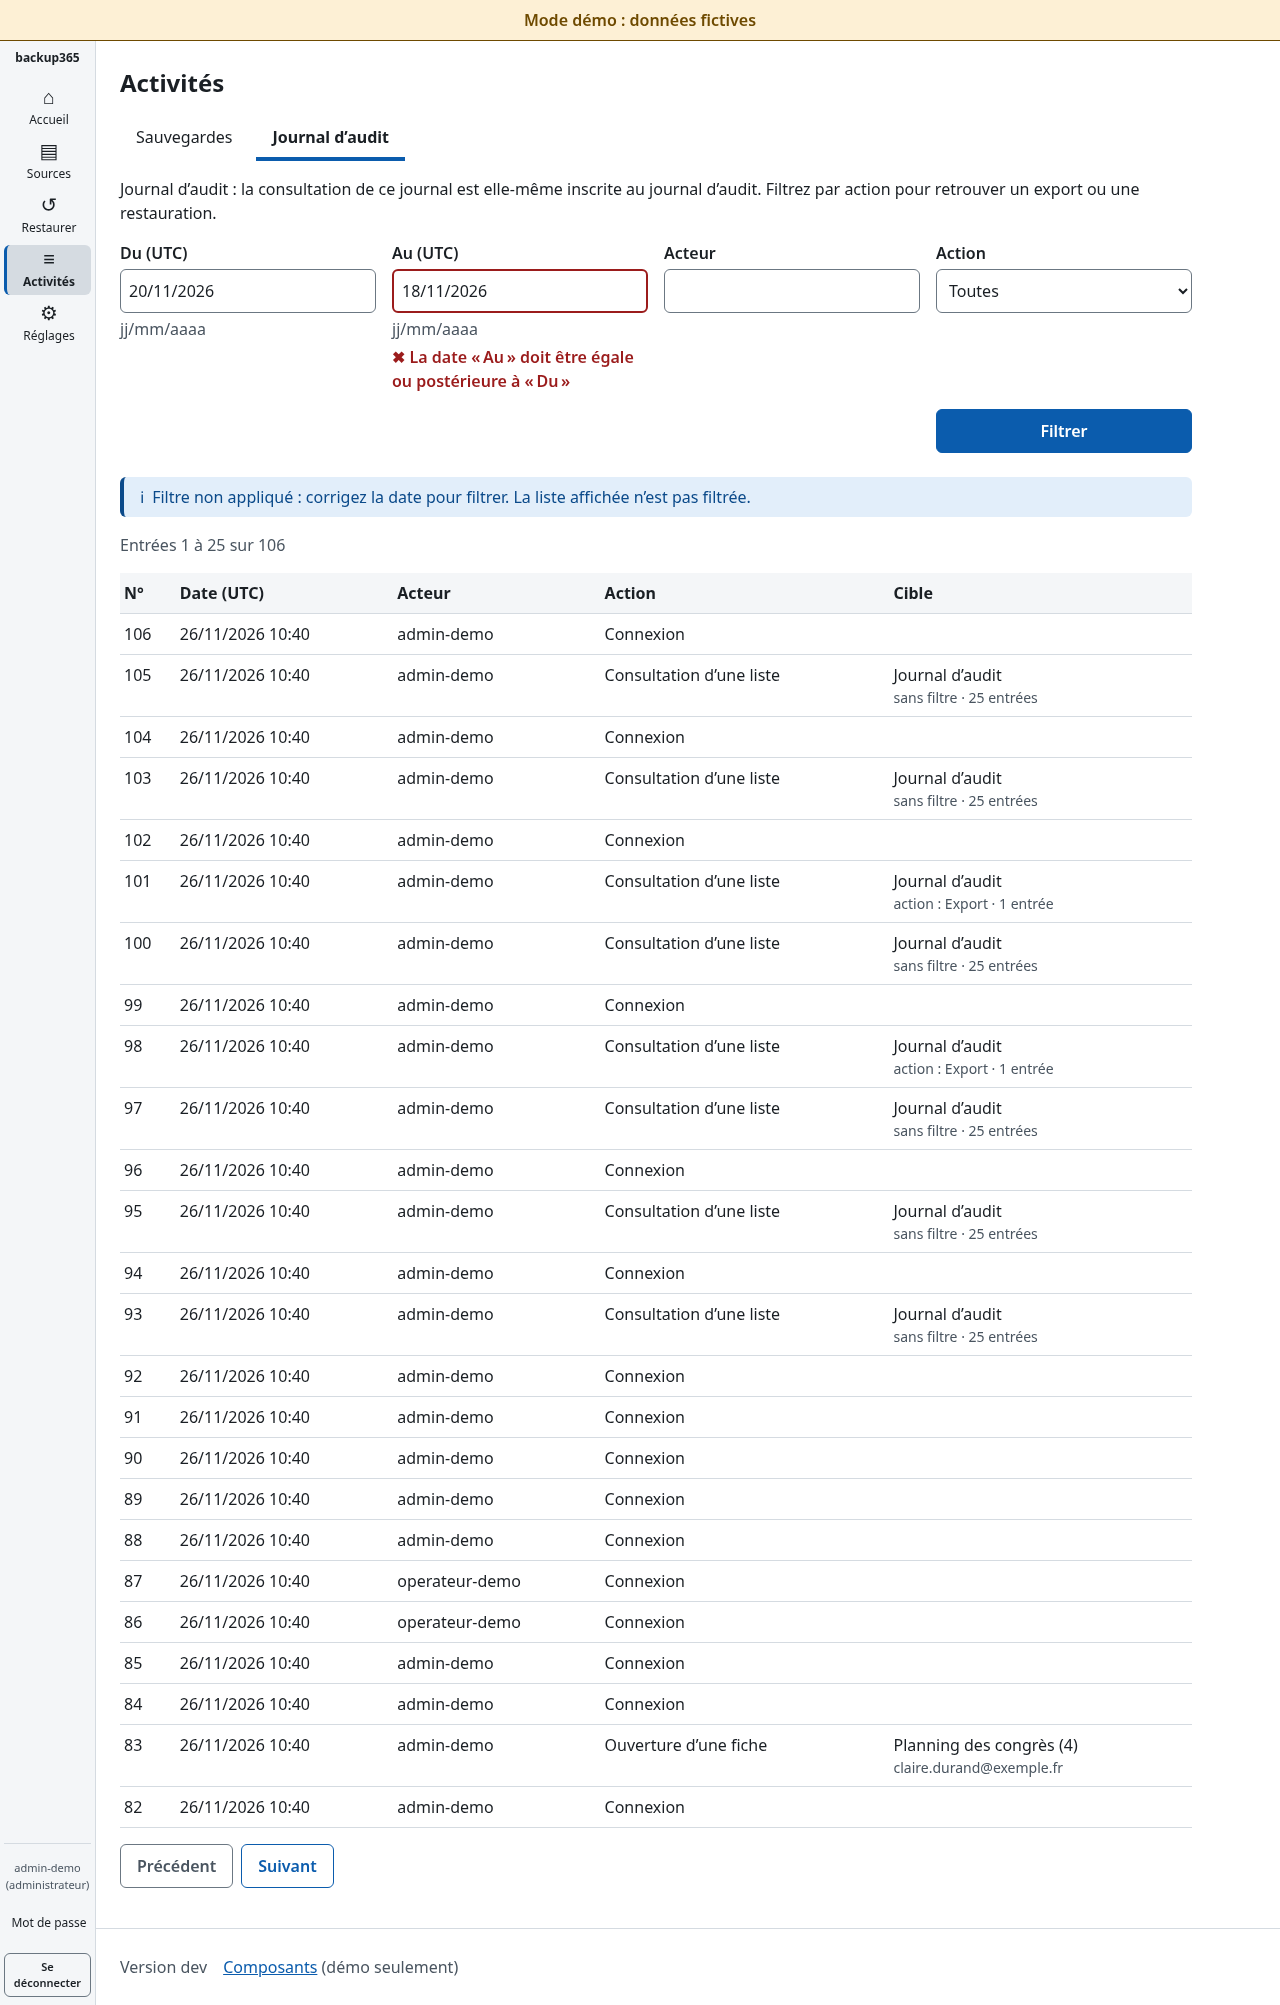 Mode démo : données fictives
backup365
Accueil
Sources
Restaurer
Activités
Réglages
Activités
Sauvegardes Journal d’audit
Journal d’audit : la consultation de ce journal est elle-même inscrite au journal d’audit. Filtrez par action pour retrouver un export ou une
restauration.
Du (UTC) Au (UTC) Acteur Action
20/11/2026 18/11/2026 Toutes
jj/mm/aaaa jj/mm/aaaa
✖ La date « Au » doit être égale
ou postérieure à « Du »
Filtrer
i Filtre non appliqué : corrigez la date pour filtrer. La liste affichée n’est pas filtrée.
Entrées 1 à 25 sur 106
N° Date (UTC) Acteur Action Cible
106 26/11/2026 10:40 admin-demo Connexion
105 26/11/2026 10:40 admin-demo Consultation d’une liste Journal d’audit
sans filtre · 25 entrées
104 26/11/2026 10:40 admin-demo Connexion
103 26/11/2026 10:40 admin-demo Consultation d’une liste Journal d’audit
sans filtre · 25 entrées
102 26/11/2026 10:40 admin-demo Connexion
101 26/11/2026 10:40 admin-demo Consultation d’une liste Journal d’audit
action : Export · 1 entrée
100 26/11/2026 10:40 admin-demo Consultation d’une liste Journal d’audit
sans filtre · 25 entrées
99 26/11/2026 10:40 admin-demo Connexion
98 26/11/2026 10:40 admin-demo Consultation d’une liste Journal d’audit
action : Export · 1 entrée
97 26/11/2026 10:40 admin-demo Consultation d’une liste Journal d’audit
sans filtre · 25 entrées
96 26/11/2026 10:40 admin-demo Connexion
95 26/11/2026 10:40 admin-demo Consultation d’une liste Journal d’audit
sans filtre · 25 entrées
94 26/11/2026 10:40 admin-demo Connexion
93 26/11/2026 10:40 admin-demo Consultation d’une liste Journal d’audit
sans filtre · 25 entrées
92 26/11/2026 10:40 admin-demo Connexion
91 26/11/2026 10:40 admin-demo Connexion
90 26/11/2026 10:40 admin-demo Connexion
89 26/11/2026 10:40 admin-demo Connexion
88 26/11/2026 10:40 admin-demo Connexion
87 26/11/2026 10:40 operateur-demo Connexion
86 26/11/2026 10:40 operateur-demo Connexion
85 26/11/2026 10:40 admin-demo Connexion
84 26/11/2026 10:40 admin-demo Connexion
83 26/11/2026 10:40 admin-demo Ouverture d’une fiche Planning des congrès (4)
claire.durand@exemple.fr
82 26/11/2026 10:40 admin-demo Connexion
Précédent Suivant
admin-demo
(administrateur)
Mot de passe
Se
déconnecter
Version dev Composants (démo seulement)